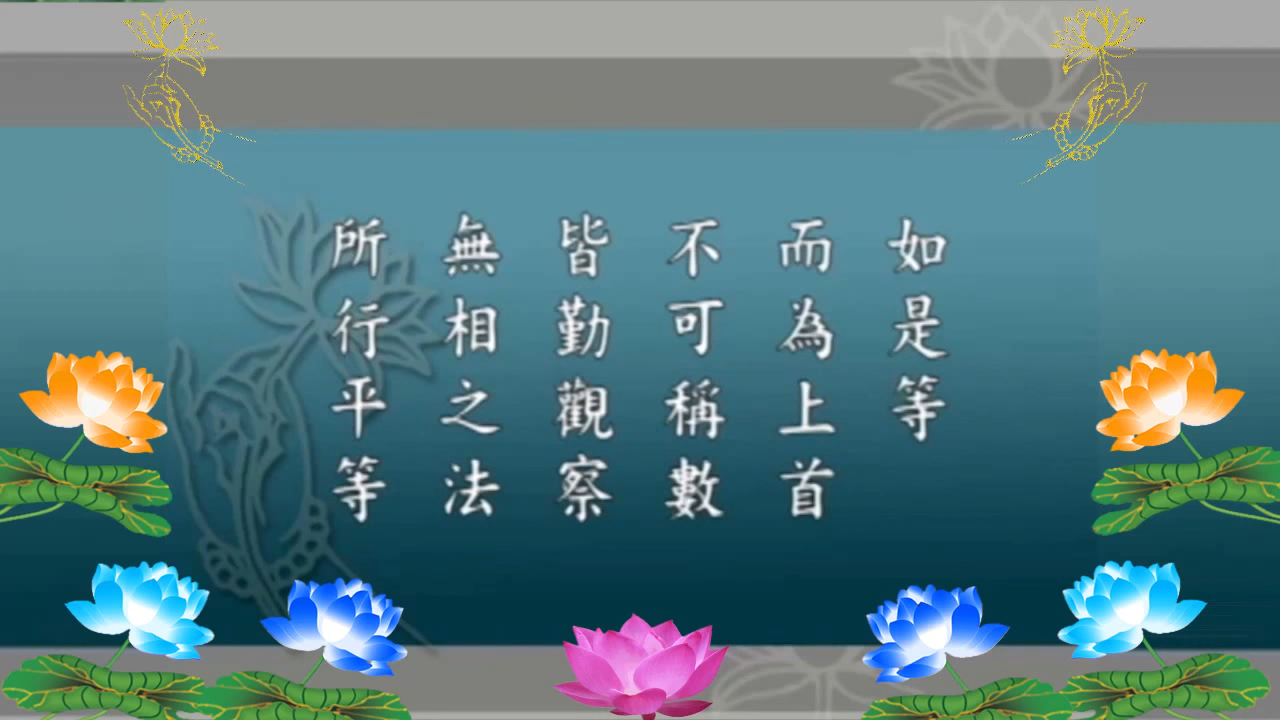 如是等
而為上首
不可稱數
皆勤觀察
無相之法
所行平等